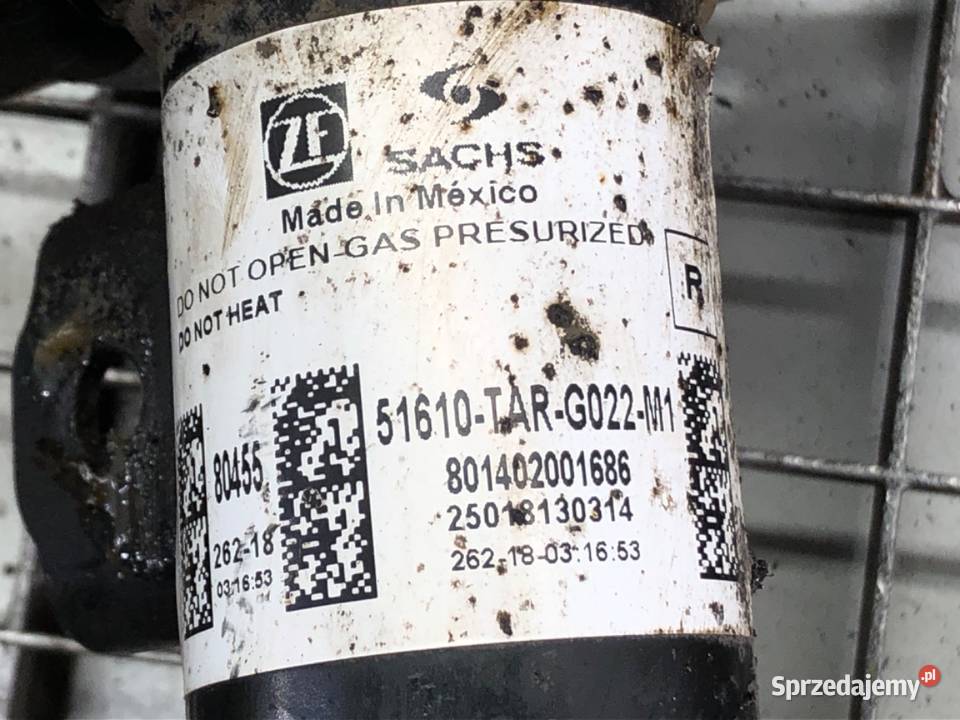 ZF
SACHS
Made In México
DO NOT OPEN-GAS PRESURIZED
DO NOT HEAT
R
51610-TAR-G022-M1
801402001686
25018130314
262-18-03:16:53
80455
262-18
03:16:53
Sprzedajemy.pl